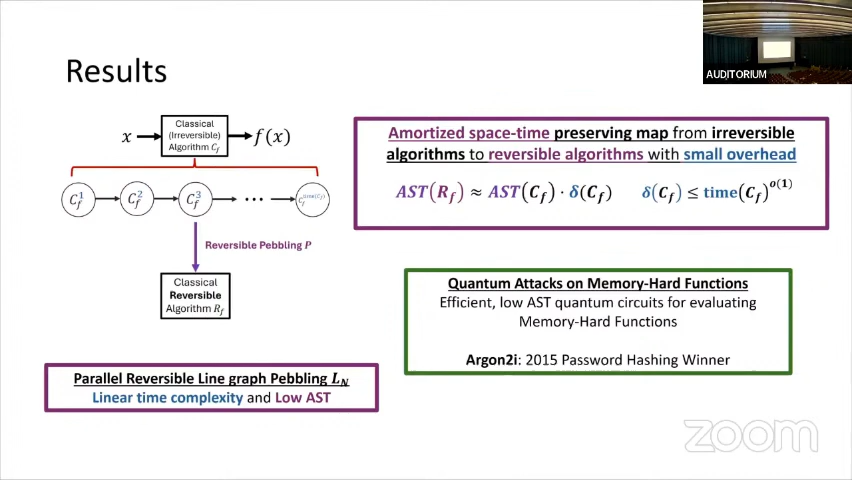 AUDITORIUM
Results
Classical
(Irreversible)
Algorithm C_f
x
f(x)
C_f^1
C_f^2
C_f^3
...
Reversible Pebbling P
Classical
Reversible
Algorithm R_f
Parallel Reversible Line graph Pebbling L_N
Linear time complexity and Low AST
Amortized space-time preserving map from irreversible
algorithms to reversible algorithms with small overhead
AST(R_f) ≈ AST(C_f) · δ(C_f) δ(C_f) ≤ time(C_f)^o(1)
Quantum Attacks on Memory-Hard Functions
Efficient, low AST quantum circuits for evaluating
Memory-Hard Functions
Argon2i: 2015 Password Hashing Winner
zoom